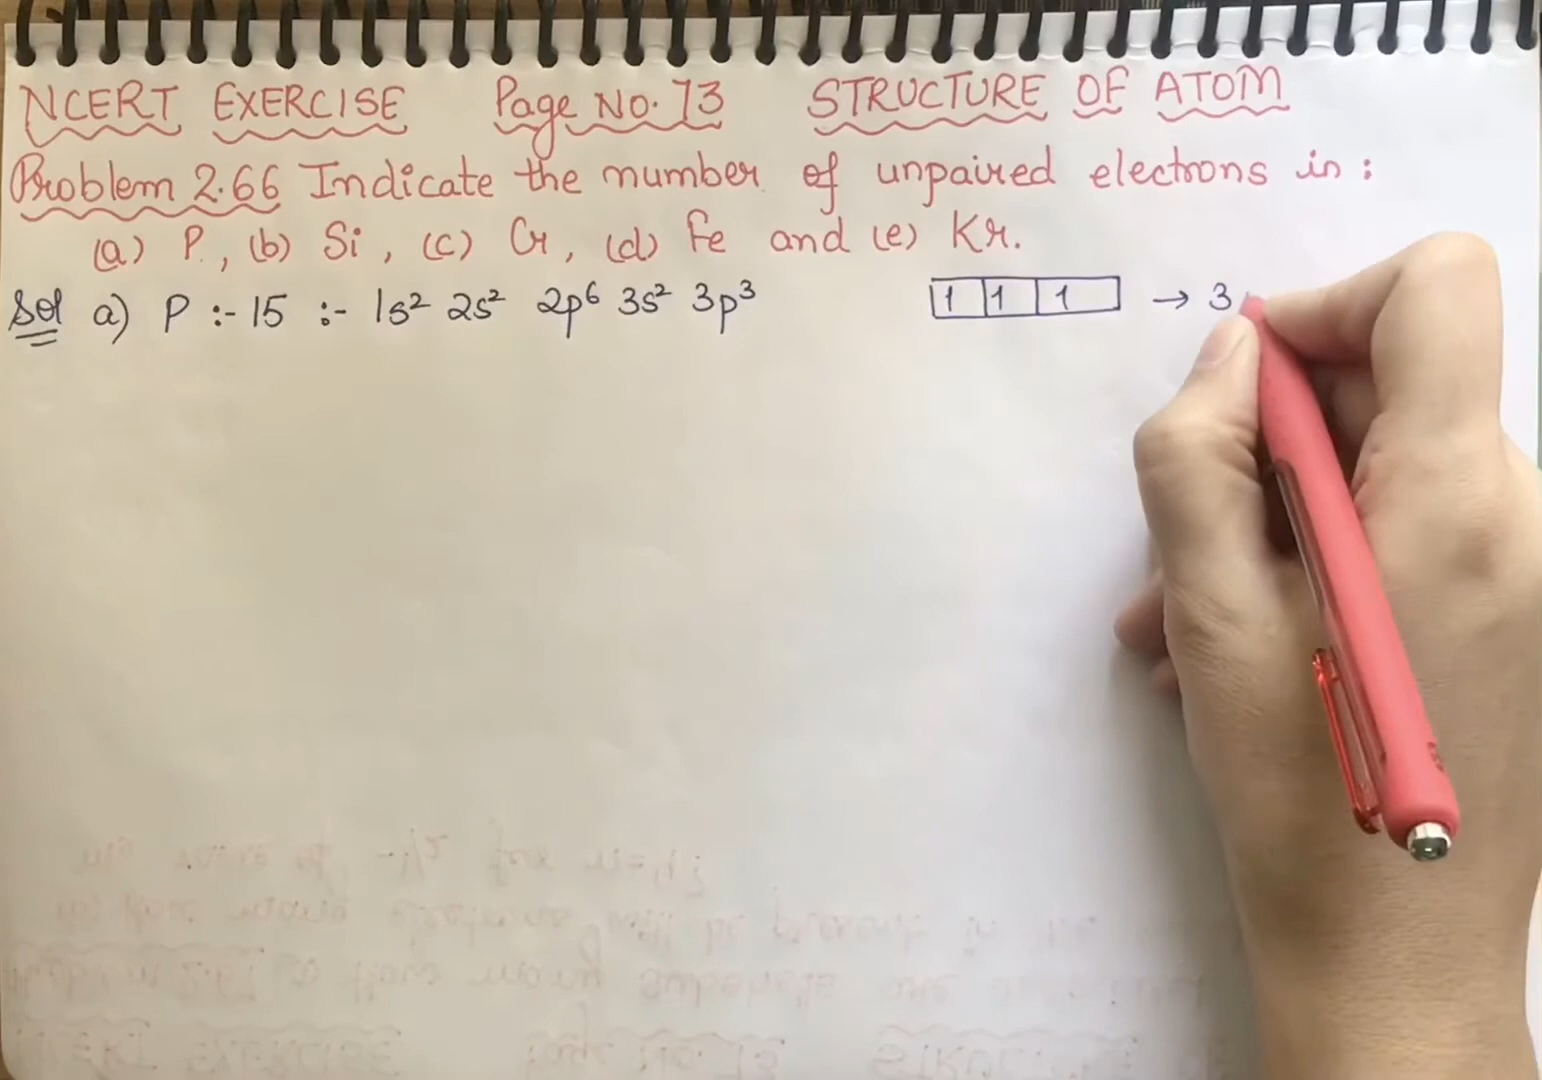 NCERT EXERCISE Page No. 73 STRUCTURE OF ATOM
Problem 2.66 Indicate the number of unpaired electrons in :
(a) P, (b) Si, (c) Cr, (d) Fe and (e) Kr.
Sol a) P :- 15 :- 1s² 2s² 2p⁶ 3s² 3p³ 1 1 1 → 3